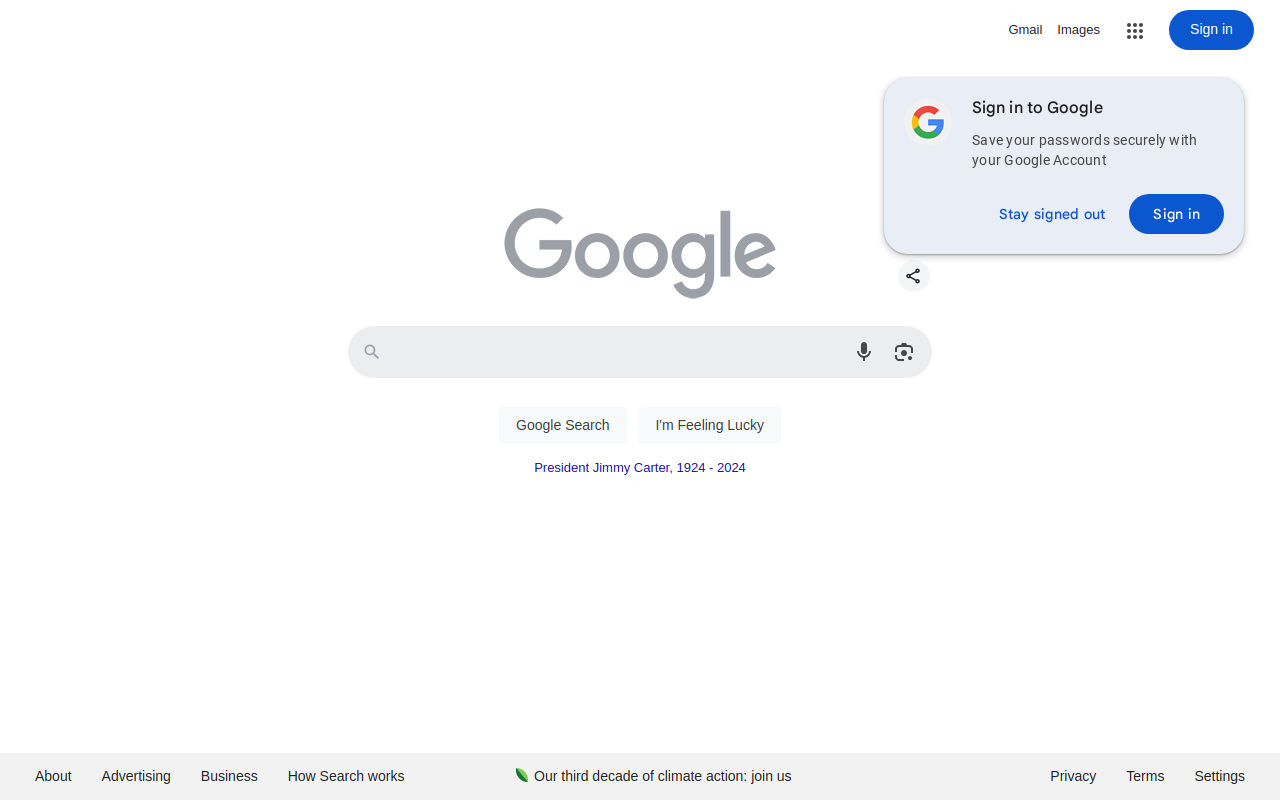 Gmail Images Sign in
Sign in to Google
Save your passwords securely with
your Google Account
Stay signed out Sign in
Google
Google Search I'm Feeling Lucky
President Jimmy Carter, 1924 - 2024
About Advertising Business How Search works Our third decade of climate action: join us Privacy Terms Settings